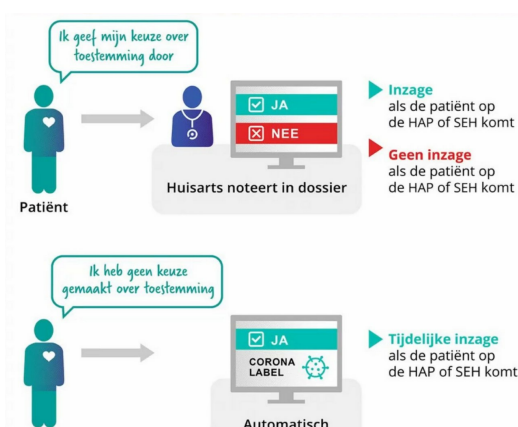 Ik geef mijn keuze over
toestemming door
JA
NEE
Inzage
als de patiënt op
de HAP of SEH komt
Geen inzage
als de patiënt op
de HAP of SEH komt
Huisarts noteert in dossier
Patiënt
Ik heb geen keuze
gemaakt over toestemming
JA
CORONA
LABEL
Tijdelijke inzage
als de patiënt op
de HAP of SEH komt
Automatisch